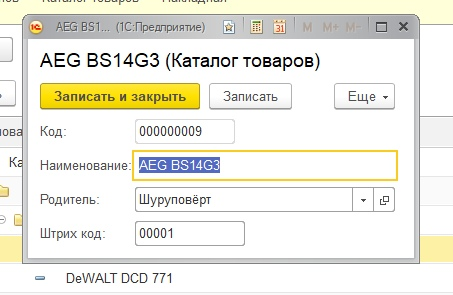 Каталог товаров
Накладная
AEG BS1... (1С:Предприятие)
M M+ M-
AEG BS14G3 (Каталог товаров)
Записать и закрыть
Записать
Еще
Код:
000000009
Наименование:
AEG BS14G3
Родитель:
Шуруповёрт
Штрих код:
00001
DeWALT DCD 771